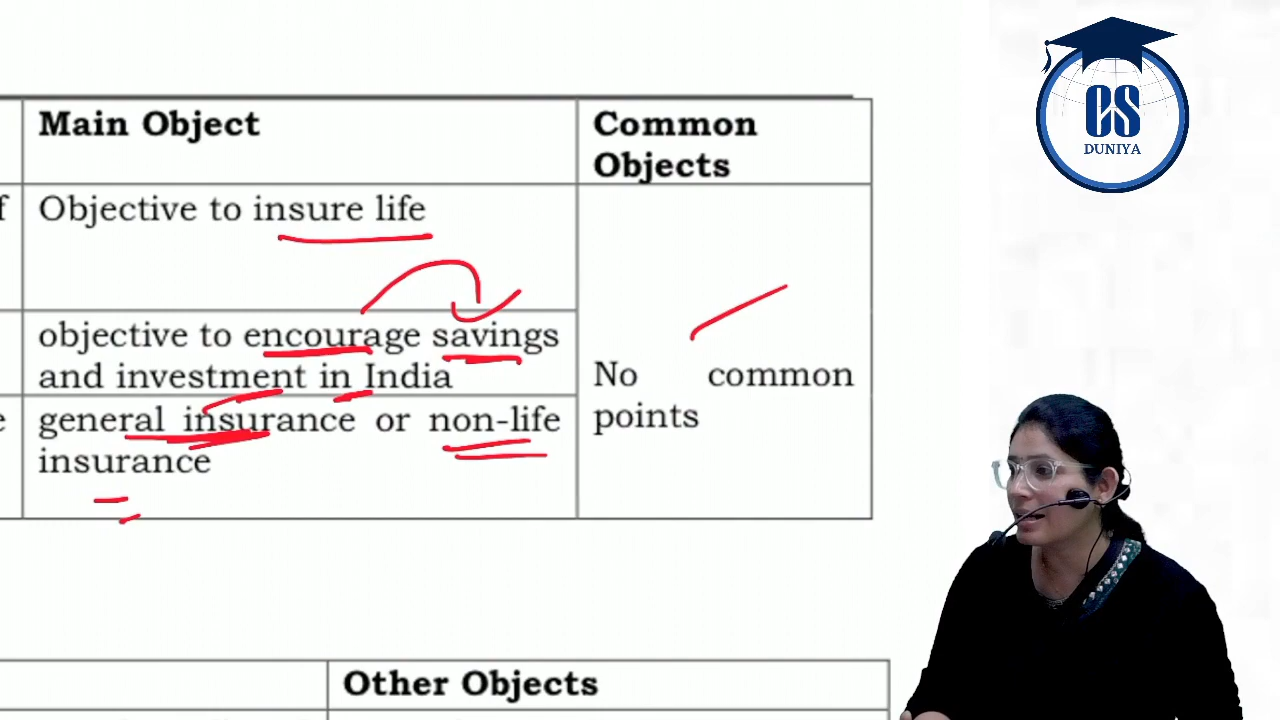 CS
DUNIYA
Main Object
Common
Objects
f
Objective to insure life
objective to encourage savings
and investment in India
No common
points
e
general insurance or non-life
insurance
Other Objects